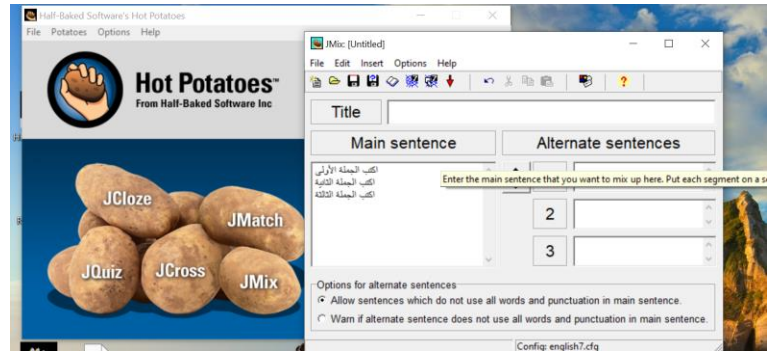 Half-Baked Software's Hot Potatoes
File Potatoes Options Help
Hot Potatoes™
From Half-Baked Software Inc
JCloze
JMatch
JQuiz
JCross
JMix
JMix: [Untitled]
File Edit Insert Options Help
Title
Main sentence
Alternate sentences
اكتب الجملة الأولى
اكتب الجملة الثانية
اكتب الجملة الثالثة
Enter the main sentence that you want to mix up here. Put each segment on a se
2
3
Options for alternate sentences
Allow sentences which do not use all words and punctuation in main sentence.
Warn if alternate sentence does not use all words and punctuation in main sentence.
Config: english7.cfg